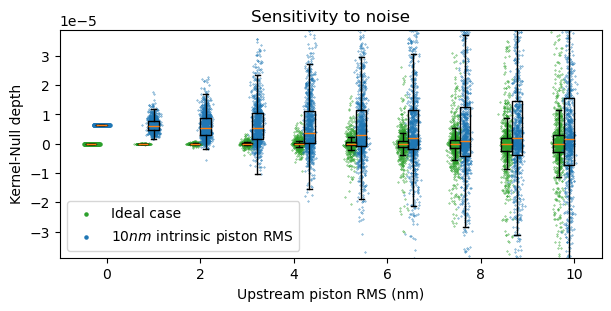 Sensitivity to noise
1e−5
Kernel-Null depth
3
2
1
0
−1
−2
−3
Ideal case
10nm intrinsic piston RMS
0 2 4 6 8 10
Upstream piston RMS (nm)